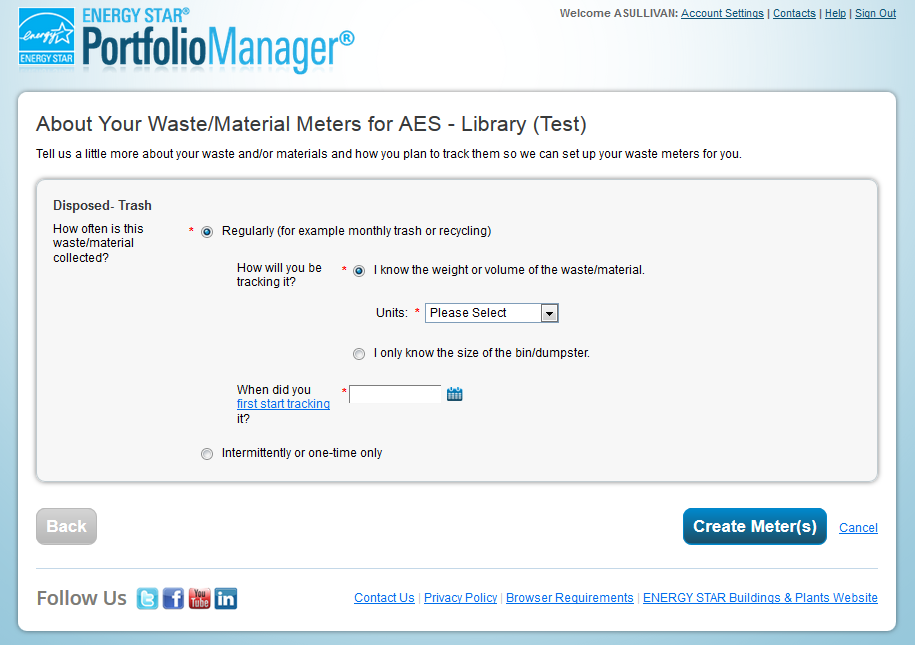 ENERGY STAR®
PortfolioManager®
energy
ENERGY STAR
Welcome ASULLIVAN: Account Settings | Contacts | Help | Sign Out
About Your Waste/Material Meters for AES - Library (Test)
Tell us a little more about your waste and/or materials and how you plan to track them so we can set up your waste meters for you.
Disposed- Trash
How often is this
waste/material
collected?
* Regularly (for example monthly trash or recycling)
How will you be
tracking it?
* I know the weight or volume of the waste/material.
Units: * Please Select
I only know the size of the bin/dumpster.
When did you
first start tracking
it?
*
Intermittently or one-time only
Back
Create Meter(s)
Cancel
Follow Us
You
Tube
in
Contact Us | Privacy Policy | Browser Requirements | ENERGY STAR Buildings & Plants Website